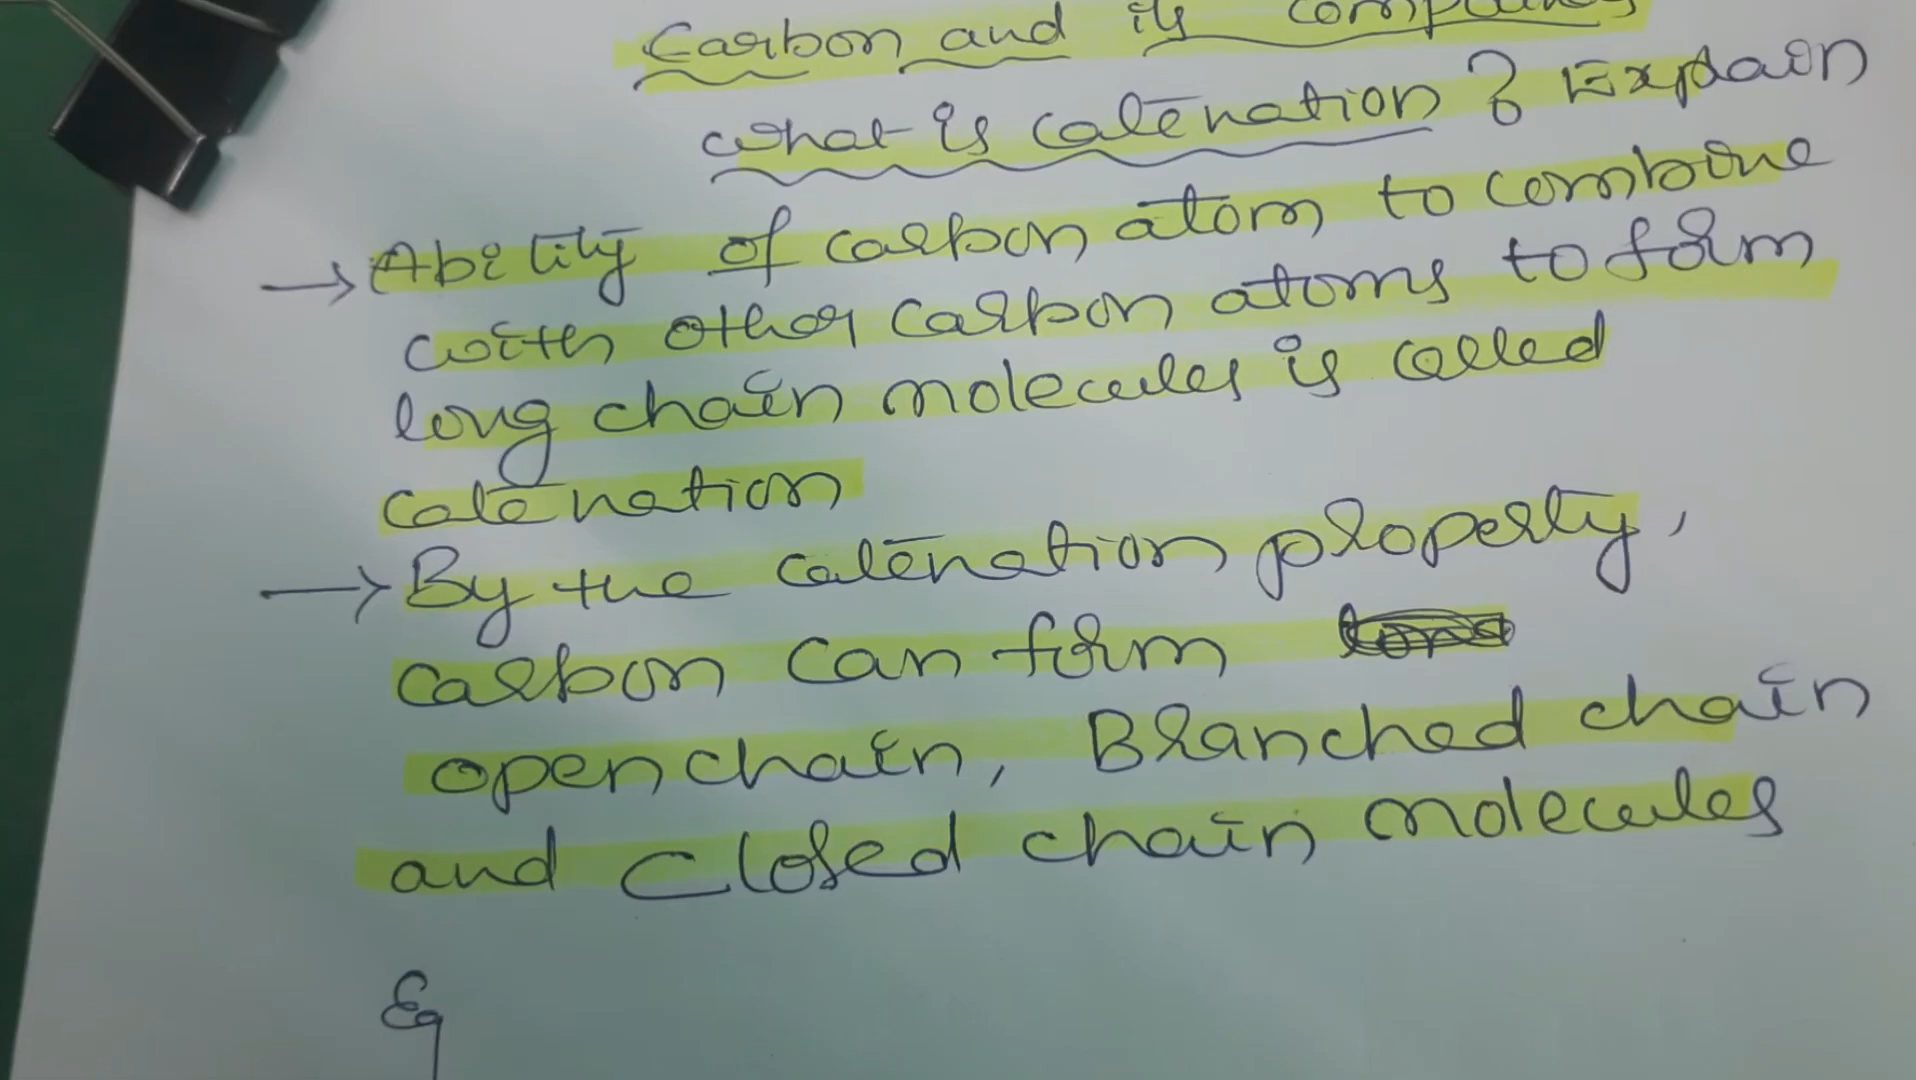 Carbon and its compounds
what is catenation? Explain
→ Ability of carbon atom to combine
with other carbon atoms to form
long chain molecules is called
catenation
→ By the catenation property,
carbon can form
open chain, Branched chain
and closed chain molecules
Eg